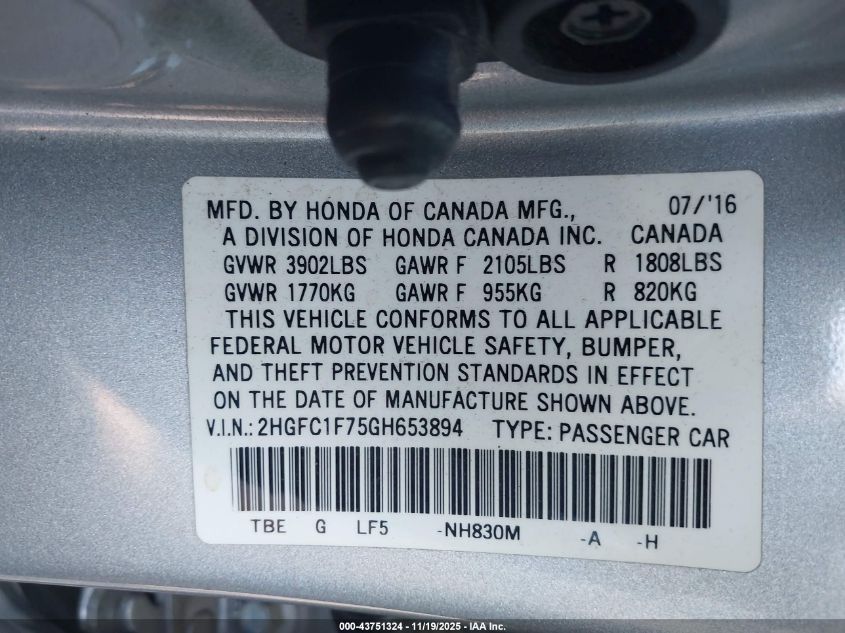 MFD. BY HONDA OF CANADA MFG., 07/'16
A DIVISION OF HONDA CANADA INC. CANADA
GVWR 3902LBS GAWR F 2105LBS R 1808LBS
GVWR 1770KG GAWR F 955KG R 820KG
THIS VEHICLE CONFORMS TO ALL APPLICABLE
FEDERAL MOTOR VEHICLE SAFETY, BUMPER,
AND THEFT PREVENTION STANDARDS IN EFFECT
ON THE DATE OF MANUFACTURE SHOWN ABOVE.
V.I.N.: 2HGFC1F75GH653894 TYPE: PASSENGER CAR
TBE G LF5 -NH830M -A -H
000-43751324 - 11/19/2025 - IAA Inc.